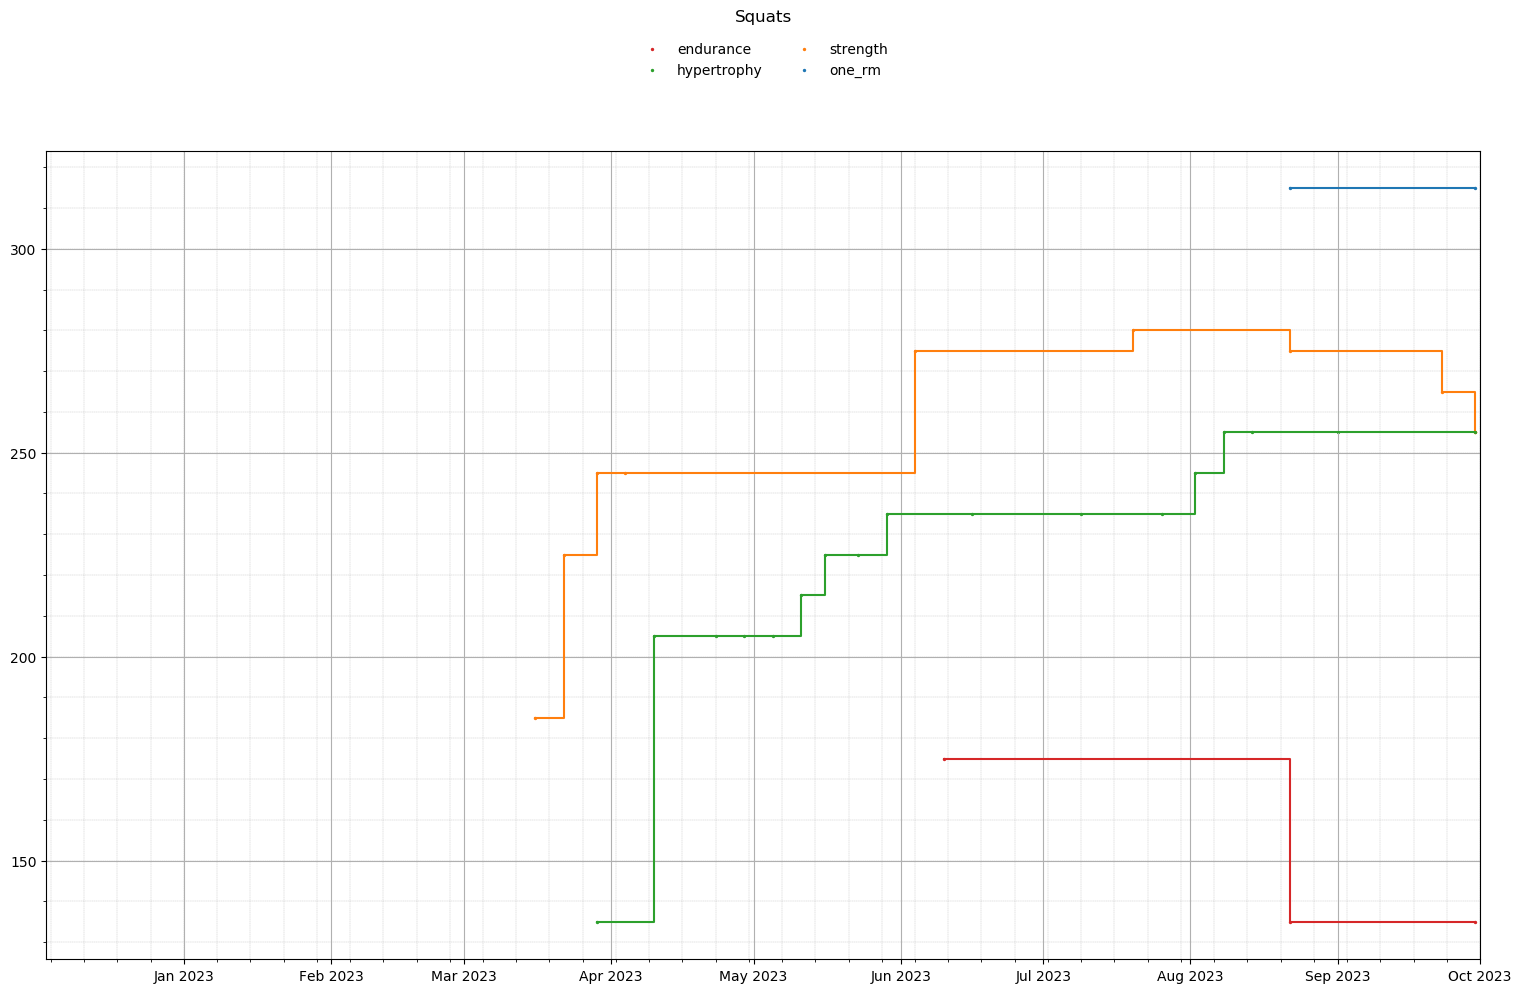 Squats
endurance strength
hypertrophy one_rm
300
250
200
150
Jan 2023 Feb 2023 Mar 2023 Apr 2023 May 2023 Jun 2023 Jul 2023 Aug 2023 Sep 2023 Oct 2023